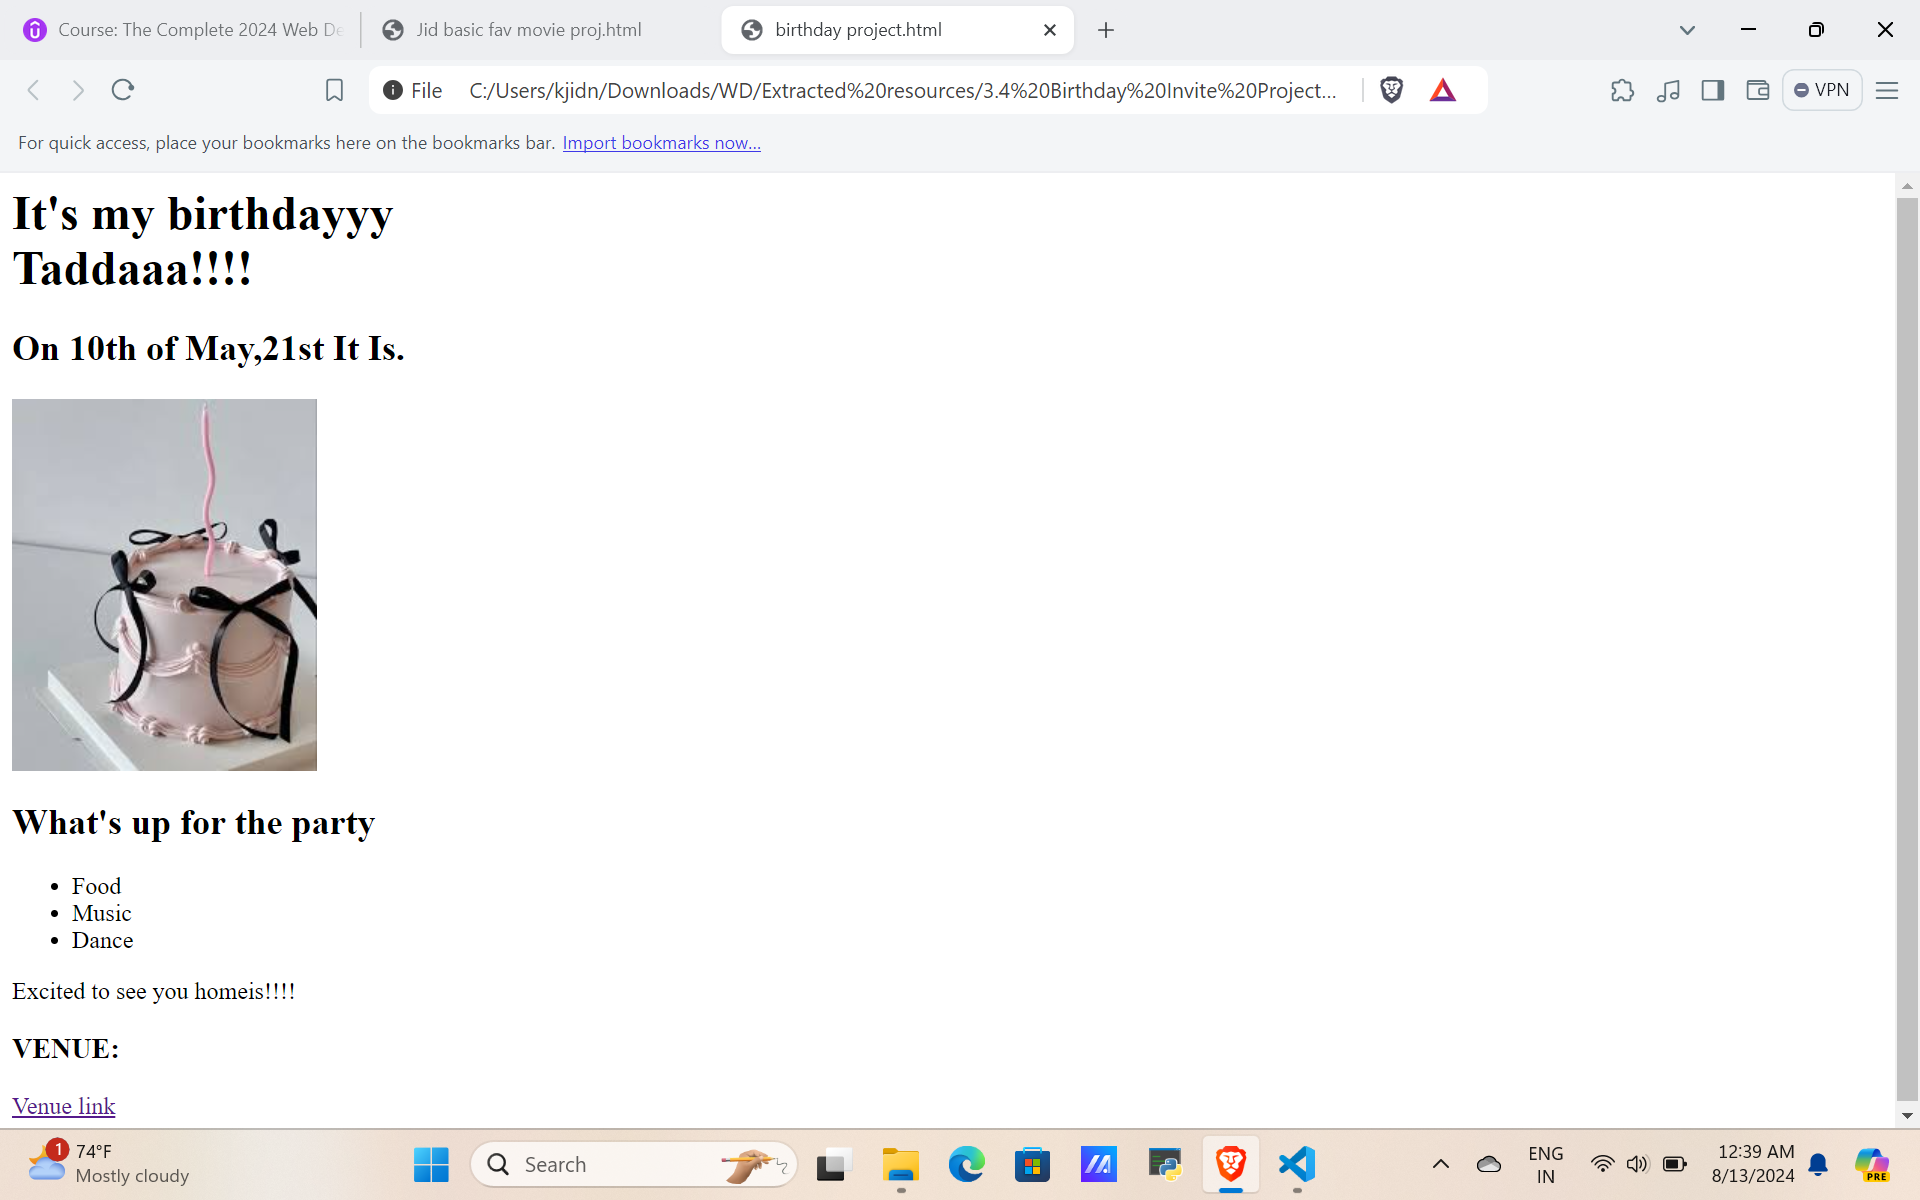 Course: The Complete 2024 Web De
Jid basic fav movie proj.html
birthday project.html
File
C:/Users/kjidn/Downloads/WD/Extracted%20resources/3.4%20Birthday%20Invite%20Project...
VPN
For quick access, place your bookmarks here on the bookmarks bar. Import bookmarks now...
It's my birthdayyy
Taddaaa!!!!
On 10th of May,21st It Is.
What's up for the party
• Food
• Music
• Dance
Excited to see you homeis!!!!
VENUE:
Venue link
1
74°F
Mostly cloudy
Search
ENG
IN
12:39 AM
8/13/2024
PRE